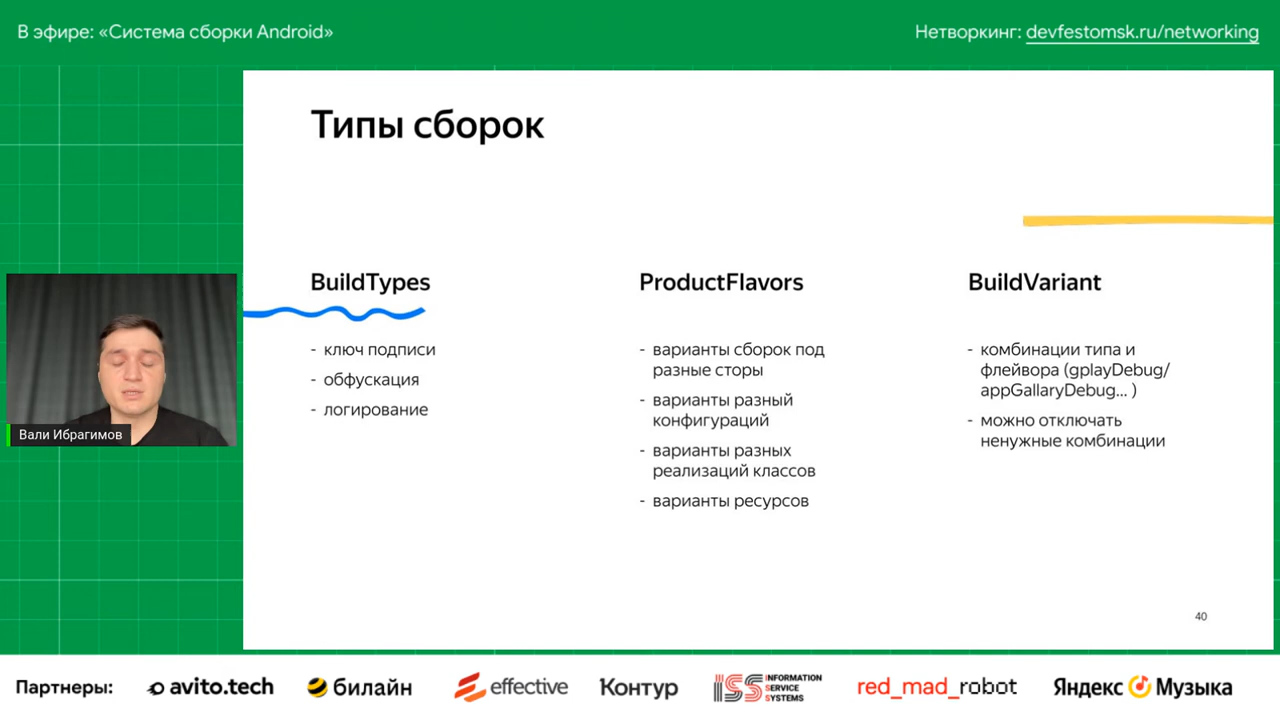 В эфире: «Система сборки Android»
Нетворкинг: devfestomsk.ru/networking
Типы сборок
BuildTypes
- ключ подписи
- обфускация
- логирование
ProductFlavors
- варианты сборок под
разные сторы
- варианты разный
конфигураций
- варианты разных
реализаций классов
- варианты ресурсов
BuildVariant
- комбинации типа и
флейвора (gplayDebug/
appGallaryDebug... )
- можно отключать
ненужные комбинации
40
Вали Ибрагимов
Партнеры:
avito.tech
билайн
effective
Контур
ISS INFORMATION
SERVICE
SYSTEMS
red_mad_robot
Яндекс Музыка